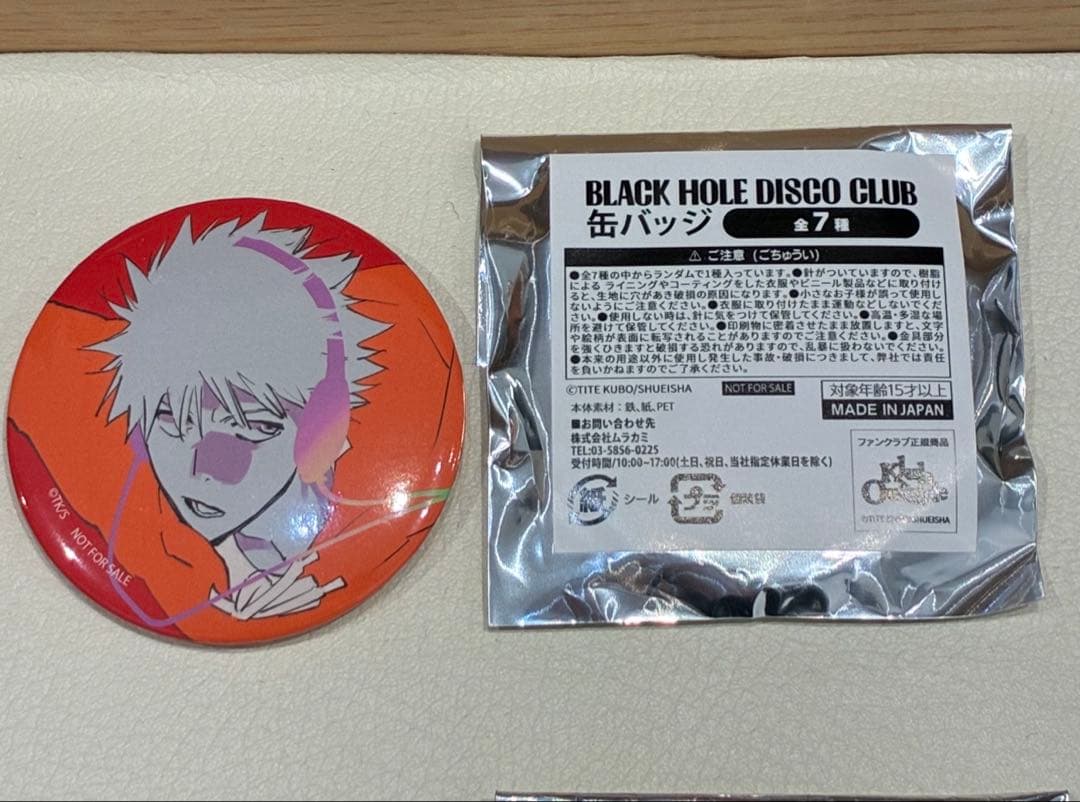 ©TK/S NOT FOR SALE
BLACK HOLE DISCO CLUB
缶バッジ 全7種
⚠ ご注意（ごちゅうい）
●全7種の中からランダムで1種入っています。●針がついていますので、樹脂
による ライニングやコーティングをした衣服やビニール製品などに取り付け
ると、生地に穴があき破損の原因になります。●小さなお子様が誤って使用し
ないようにご注意ください。●衣服に取り付けたまま運動などしないでくだ
さい。●使用しない時は、針に気をつけて保管してください。●高温・多湿な場
所を避けて保管してください。●印刷物に密着させたまま放置しますと、文字
や絵柄が表面に転写されることがありますのでご注意ください。●金具部分
を強くひきますと破損する恐れがありますので、乱暴に扱わないでください。
●本来の用途以外に使用し発生した事故・破損につきまして、弊社では責任
を負いかねますのでご了承ください。
©TITE KUBO/SHUEISHA NOT FOR SALE
対象年齢15才以上
MADE IN JAPAN
本体素材：鉄、紙、PET
■お問い合わせ先
株式会社ムラカミ
TEL:03-5856-0225
受付時間/10:00~17:00(土日、祝日、当社指定休業日を除く)
紙 シール プラ 個装袋
ファンクラブ正規商品
Klub Outside
©TITE KUBO/SHUEISHA